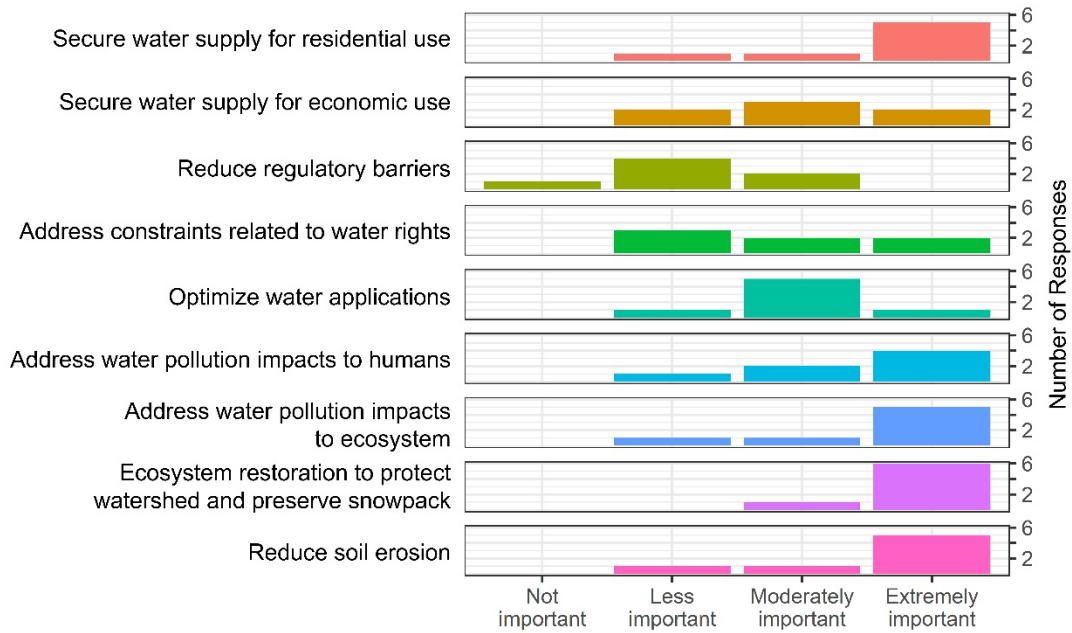 Secure water supply for residential use
6
2
Secure water supply for economic use
6
2
Reduce regulatory barriers
6
2
Address constraints related to water rights
6
2
Optimize water applications
6
2
Address water pollution impacts to humans
6
2
Address water pollution impacts
to ecosystem
6
2
Ecosystem restoration to protect
watershed and preserve snowpack
6
2
Reduce soil erosion
6
2
Number of Responses
Not
important
Less
important
Moderately
important
Extremely
important